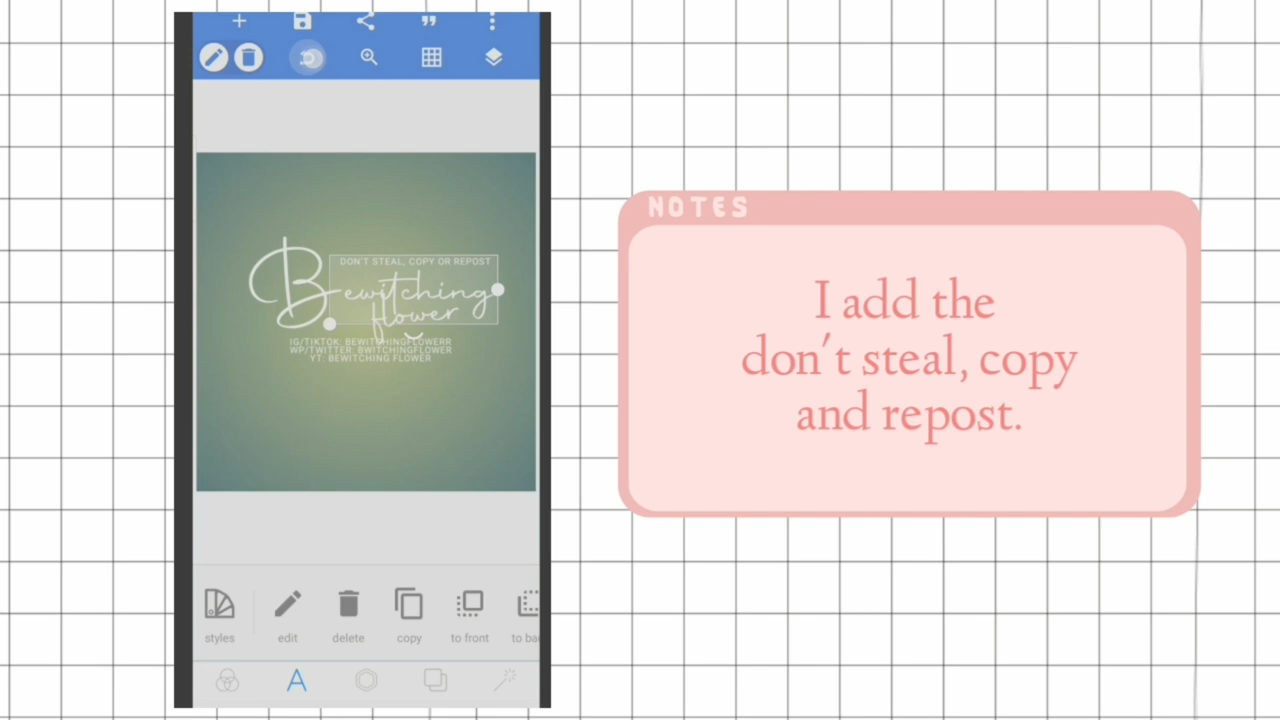 DON'T STEAL, COPY OR REPOST
Bewitching
flower
IG/TIKTOK: BEWITCHINGFLOWERR
WP/TWITTER: BWITCHINGFLOWER
YT: BEWITCHING FLOWER
styles
edit
delete
copy
to front
to bac
NOTES
I add the
don't steal, copy
and repost.